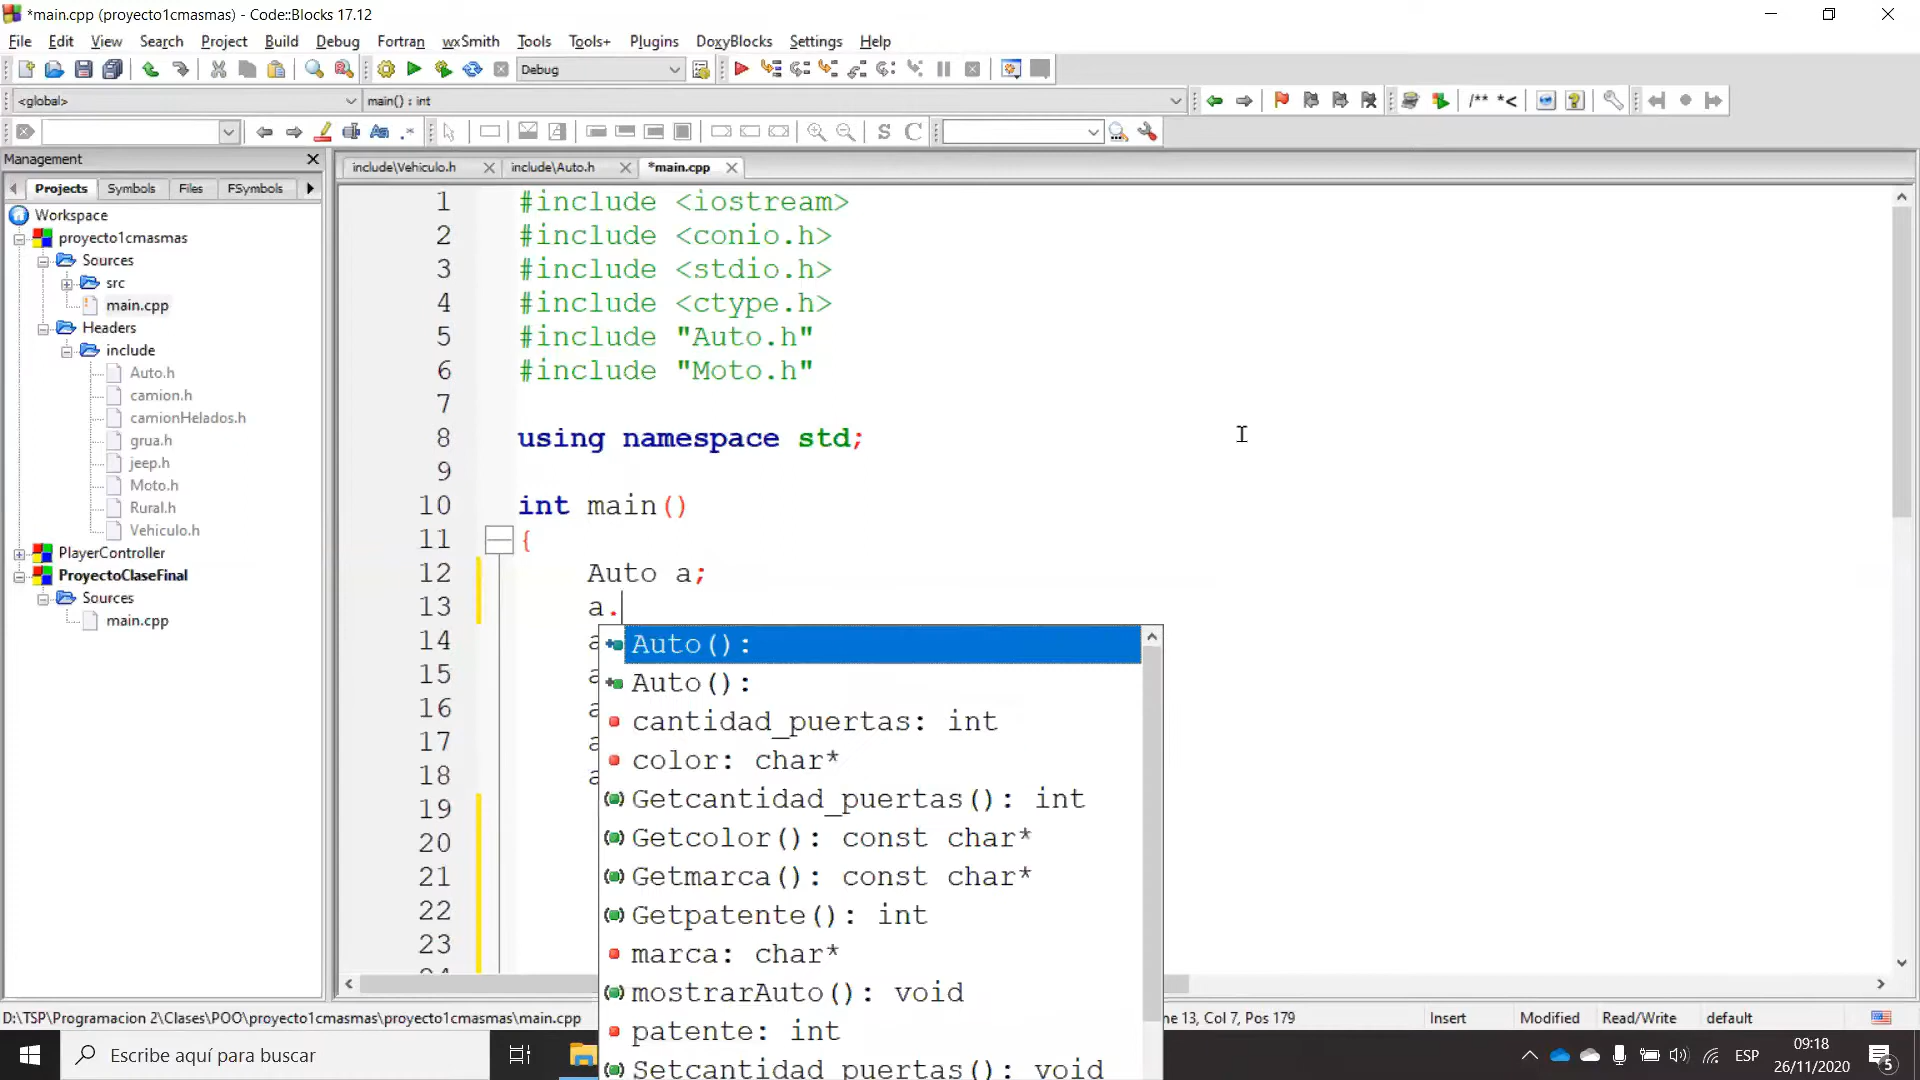 *main.cpp (proyecto1cmasmas) - Code::Blocks 17.12
File Edit View Search Project Build Debug Fortran wxSmith Tools Tools+ Plugins DoxyBlocks Settings Help
Debug
<global> main() : int /** *<
S C
Management
Projects Symbols Files FSymbols
Workspace
proyecto1cmasmas
Sources
src
main.cpp
Headers
include
Auto.h
camion.h
camionHelados.h
grua.h
jeep.h
Moto.h
Rural.h
Vehiculo.h
PlayerController
ProyectoClaseFinal
Sources
main.cpp
include\Vehiculo.h include\Auto.h *main.cpp
1 #include <iostream>
2 #include <conio.h>
3 #include <stdio.h>
4 #include <ctype.h>
5 #include "Auto.h"
6 #include "Moto.h"
7
8 using namespace std;
9
10 int main()
11 {
12 Auto a;
13 a.
14 a
15 a
16 a
17 a
18 a
19
20
21
22
23
24
Auto():
Auto():
cantidad_puertas: int
color: char*
Getcantidad_puertas(): int
Getcolor(): const char*
Getmarca(): const char*
Getpatente(): int
marca: char*
mostrarAuto(): void
patente: int
Setcantidad_puertas(): void
D:\TSP\Programacion 2\Clases\POO\proyecto1cmasmas\proyecto1cmasmas\main.cpp ne 13, Col 7, Pos 179 Insert Modified Read/Write default
Escribe aquí para buscar
ESP
09:18
26/11/2020
5